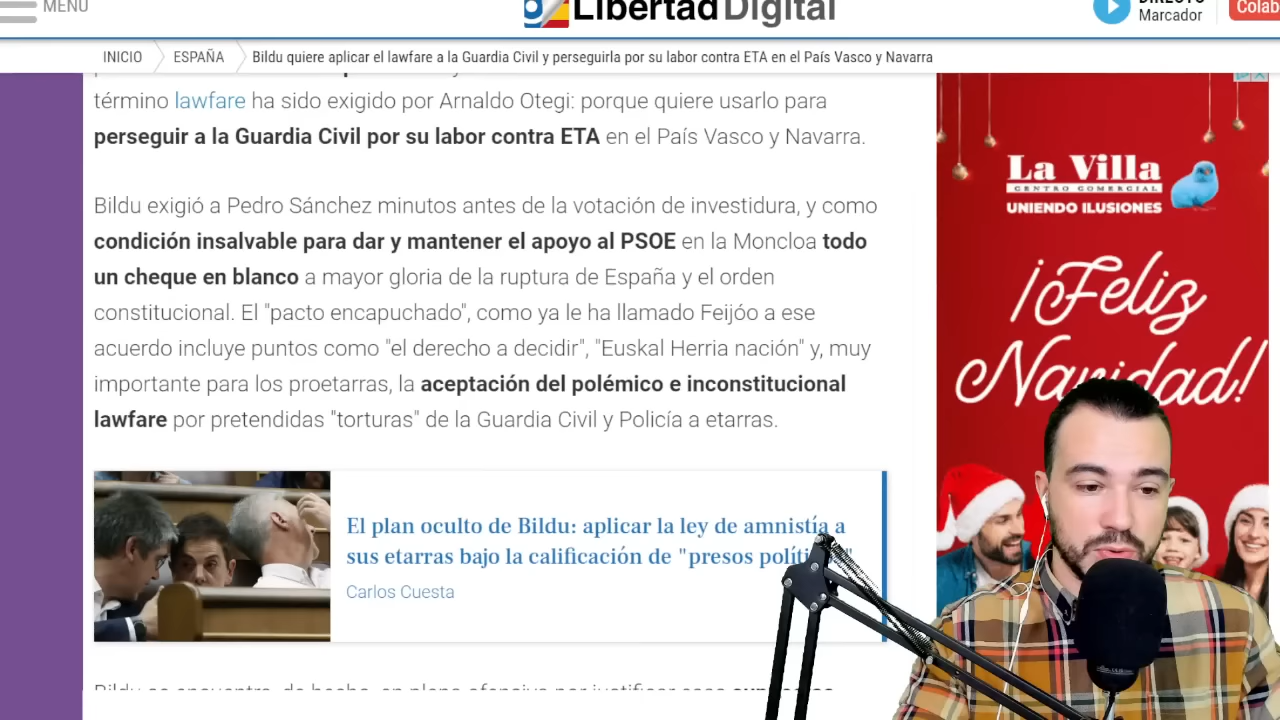 MENÚ
Libertad Digital
DIRECTO
Marcador
Colab
INICIO
ESPAÑA
Bildu quiere aplicar el lawfare a la Guardia Civil y perseguirla por su labor contra ETA en el País Vasco y Navarra
término lawfare ha sido exigido por Arnaldo Otegi: porque quiere usarlo para
perseguir a la Guardia Civil por su labor contra ETA en el País Vasco y Navarra.
Bildu exigió a Pedro Sánchez minutos antes de la votación de investidura, y como
condición insalvable para dar y mantener el apoyo al PSOE en la Moncloa todo
un cheque en blanco a mayor gloria de la ruptura de España y el orden
constitucional. El "pacto encapuchado", como ya le ha llamado Feijóo a ese
acuerdo incluye puntos como "el derecho a decidir", "Euskal Herria nación" y, muy
importante para los proetarras, la aceptación del polémico e inconstitucional
lawfare por pretendidas "torturas" de la Guardia Civil y Policía a etarras.
El plan oculto de Bildu: aplicar la ley de amnistía a
sus etarras bajo la calificación de "presos políti
Carlos Cuesta
La Villa
CENTRO COMERCIAL
UNIENDO ILUSIONES
¡Feliz
Navidad!